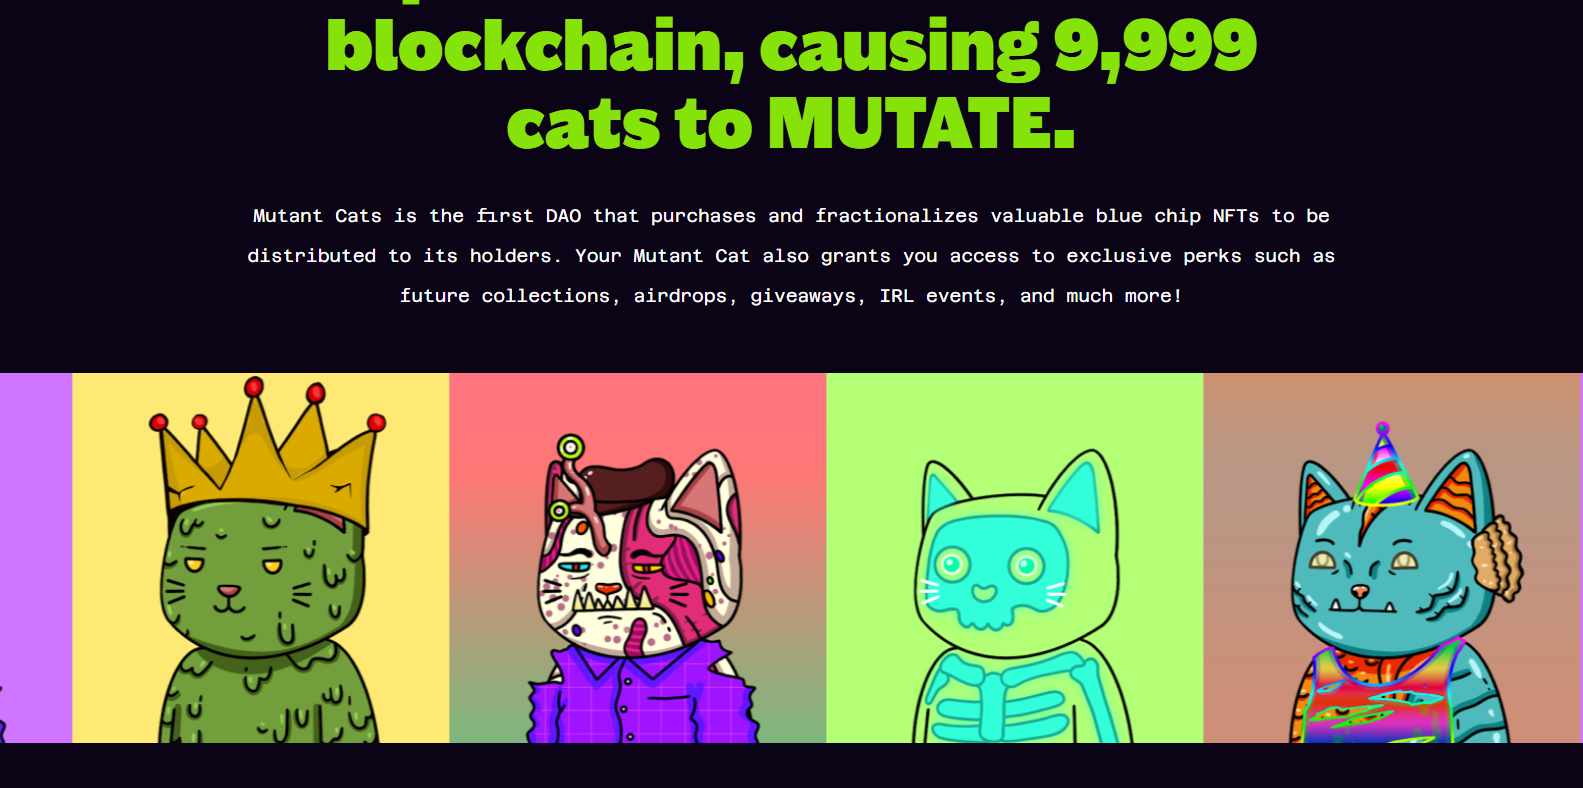 blockchain, causing 9,999
cats to MUTATE.
Mutant Cats is the first DAO that purchases and fractionalizes valuable blue chip NFTs to be
distributed to its holders. Your Mutant Cat also grants you access to exclusive perks such as
future collections, airdrops, giveaways, IRL events, and much more!